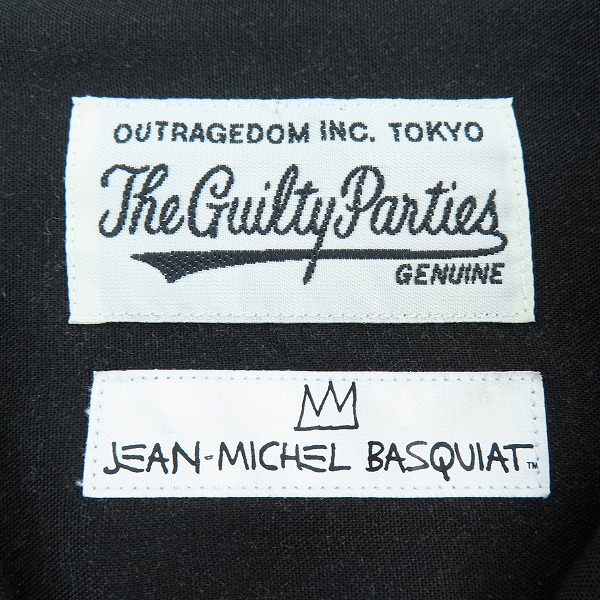 OUTRAGEDOM INC. TOKYO
The Guilty Parties
GENUINE
JEAN-MICHEL BASQUIAT™